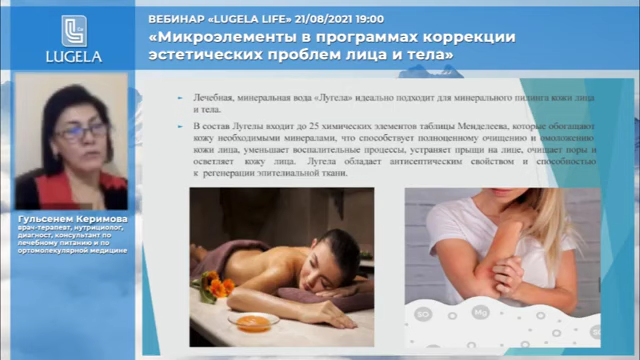 ВЕБИНАР «LUGELA LIFE» 21/08/2021 19:00
«Микроэлементы в программах коррекции
эстетических проблем лица и тела»
LUGELA
Лечебная, минеральная вода «Лугела» идеально подходит для минерального пилинга кожи лица
и тела.
В состав Лугелы входит до 25 химических элементов таблицы Менделеева, которые обогащают
кожу необходимыми минералами, что способствует полноценному очищению и омоложению
кожи лица, уменьшает воспалительные процессы, устраняет прыщи на лице, очищает поры и
осветляет кожу лица. Лугела обладает антисептическим свойством и способностью
к регенерации эпителиальной ткани.
Гульсенем Керимова
врач-терапевт, нутрициолог,
диагност, консультант по
лечебному питанию и по
ортомолекулярной медицине
Mg